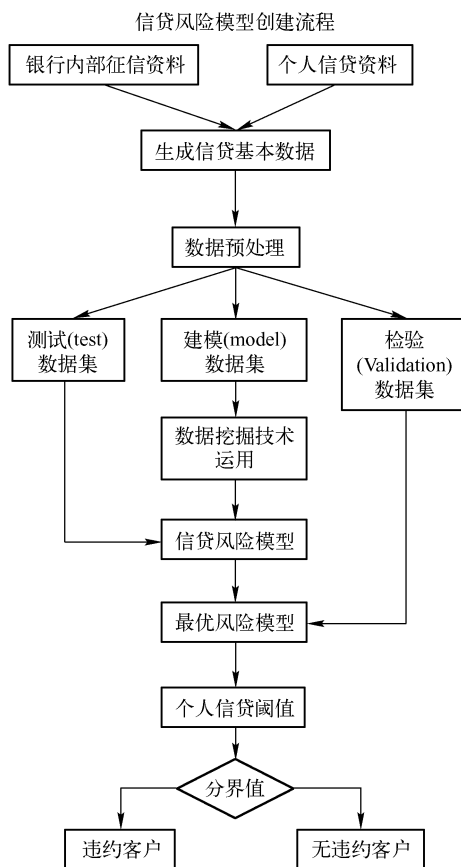 信贷风险模型创建流程
银行内部征信资料
个人信贷资料
生成信贷基本数据
数据预处理
测试(test)
数据集
建模(model)
数据集
检验
(Validation)
数据集
数据挖掘技术
运用
信贷风险模型
最优风险模型
个人信贷阈值
分界值
违约客户
无违约客户